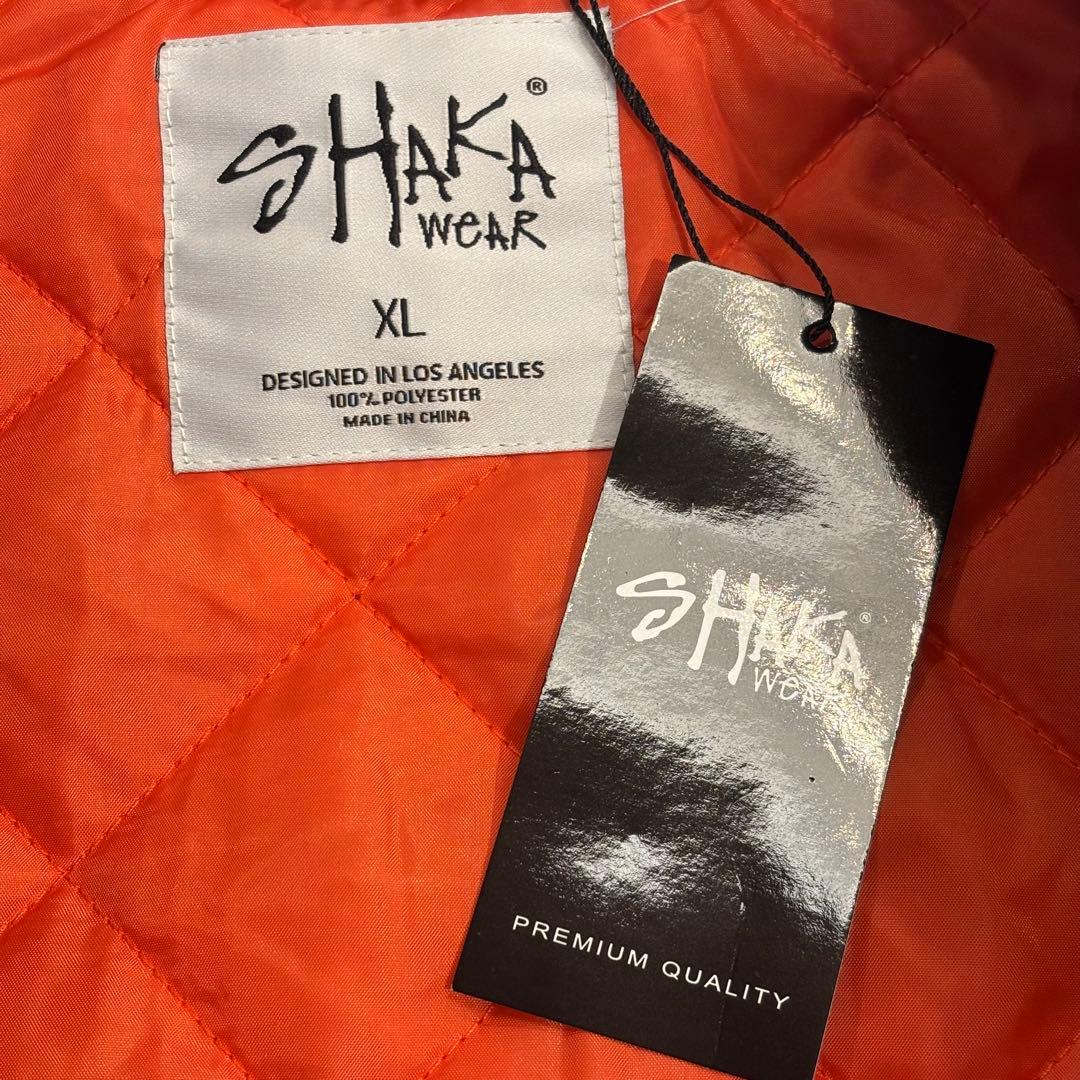 SHAKA ®
WEAR
XL
DESIGNED IN LOS ANGELES
100% POLYESTER
MADE IN CHINA
SHAKA ®
WEAR
PREMIUM QUALITY